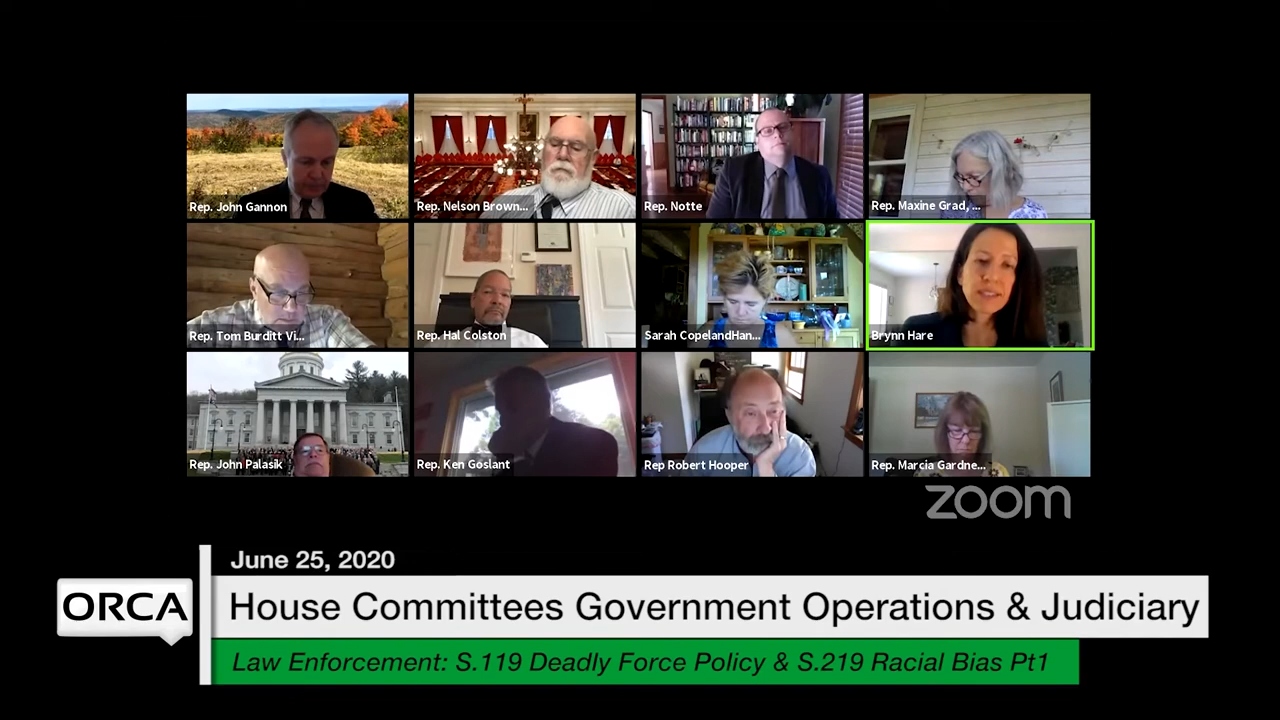 Rep. John Gannon
Rep. Nelson Brown...
Rep. Notte
Rep. Maxine Grad, ...
Rep. Tom Burditt Vi...
Rep. Hal Colston
Sarah CopelandHan...
Brynn Hare
Rep. John Palasik
Rep. Ken Goslant
Rep Robert Hooper
Rep. Marcia Gardne...
zoom
June 25, 2020
ORCA
House Committees Government Operations & Judiciary
Law Enforcement: S.119 Deadly Force Policy & S.219 Racial Bias Pt1